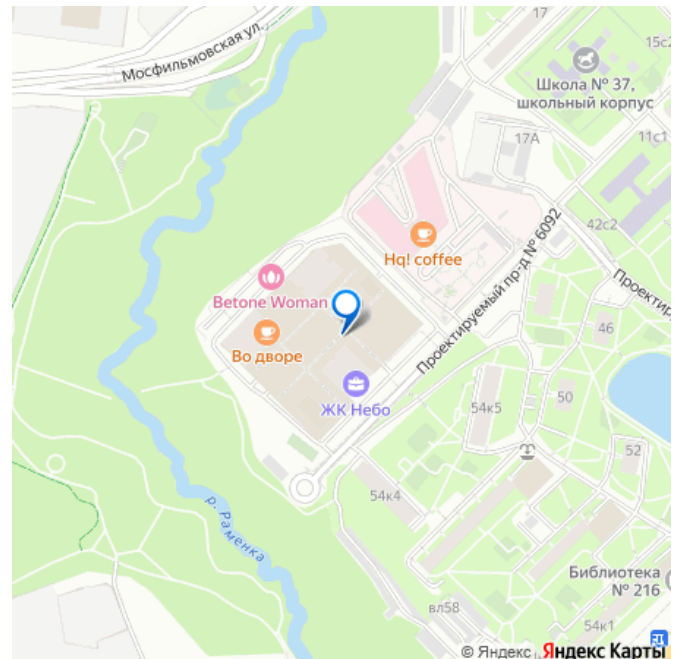 17
15с2
Мосфильмовская ул.
Школа № 37,
школьный корпус
17А
11с1
42с2
Hq! coffee
Проектируемый пр-д № 6092
Betone Woman
Во дворе
46
ЖК Небо
54к5
50
52
54к4
р. Раменка
Библиотека
№ 216
вл58
54к1
© Яндекс Яндекс Карты